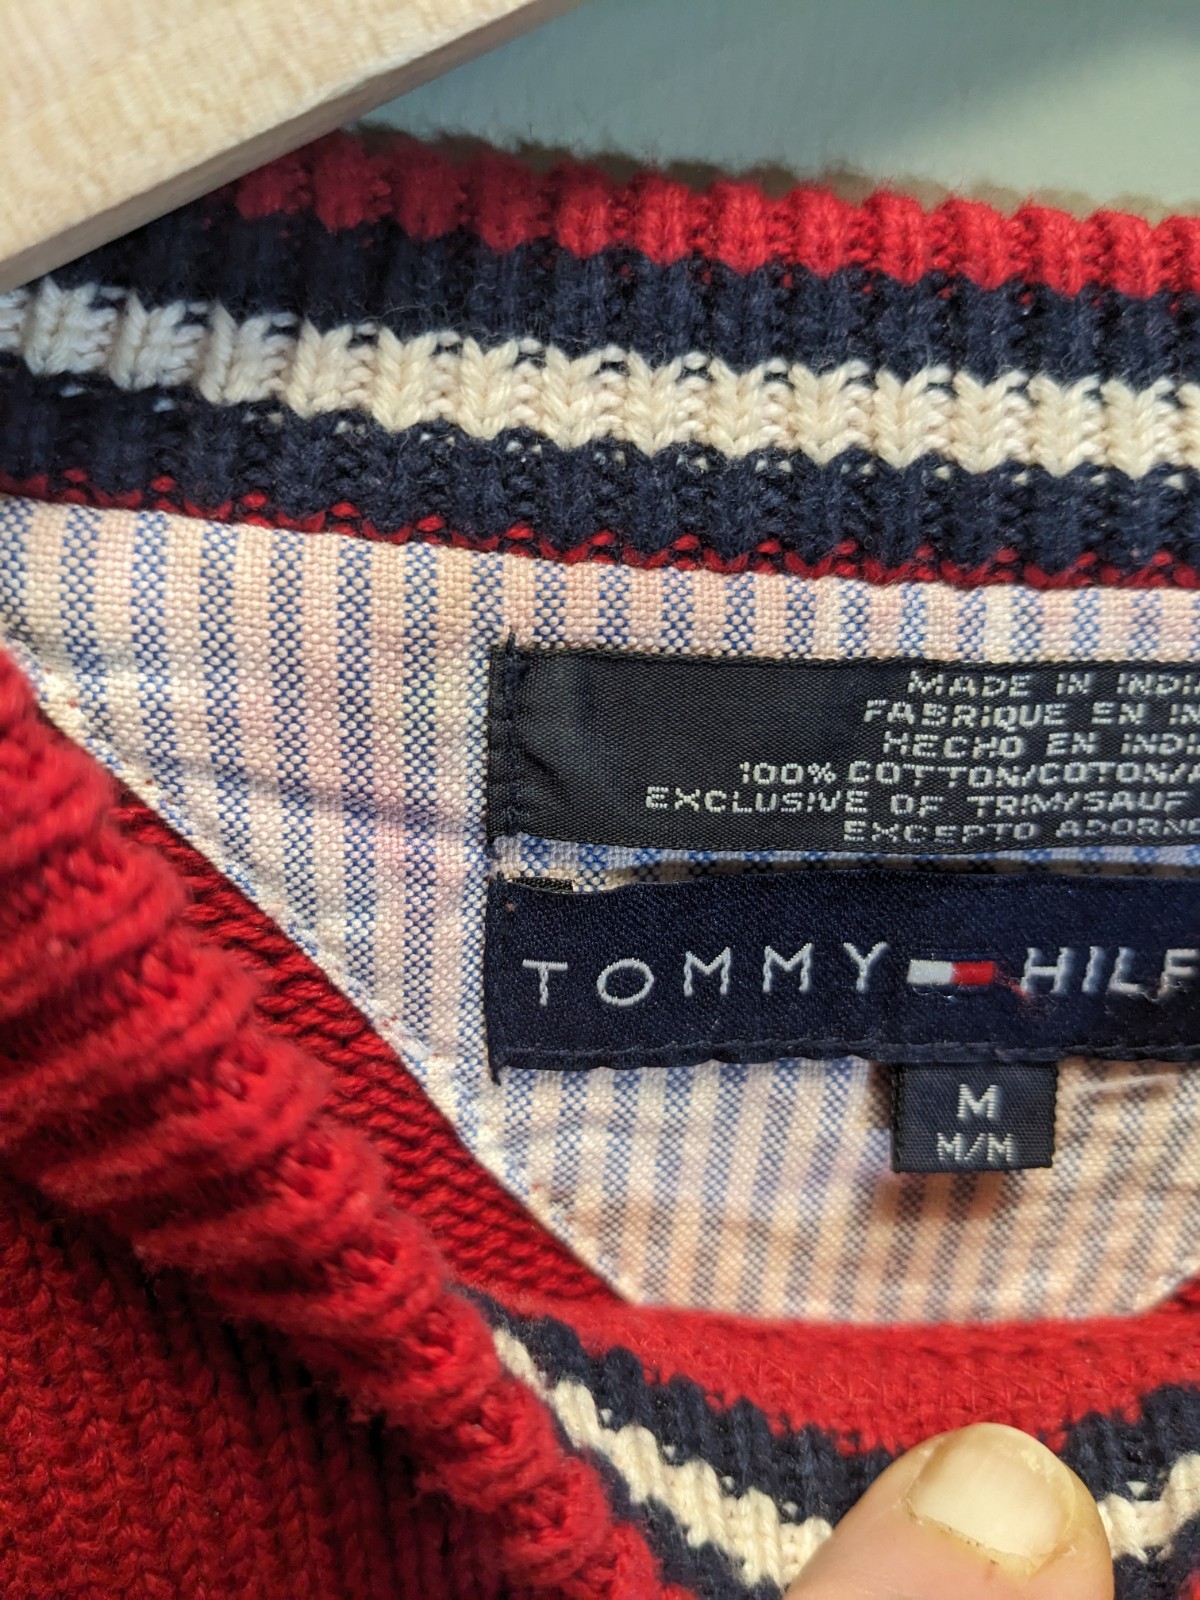 MADE IN INDI
FABRIQUE EN IN
HECHO EN INDI
100% COTTON/COTON/
EXCLUSIVE OF TRIM/SAUF
EXCEPTO ADORN
TOMMY HILF
M
M/M